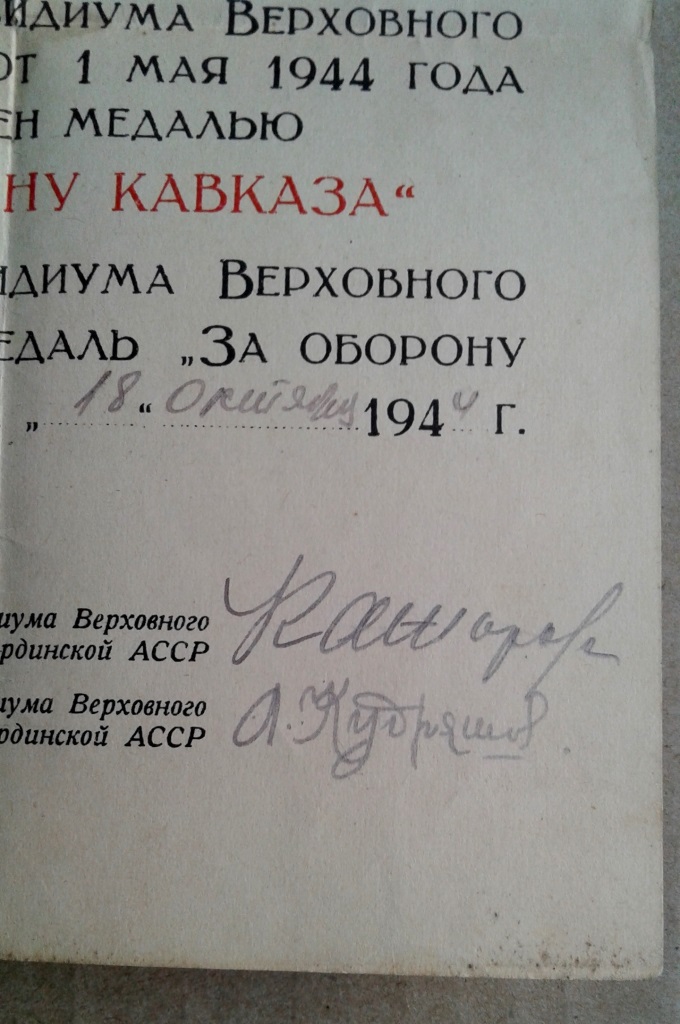 ИДИУМА ВЕРХОВНОГО
ОТ 1 МАЯ 1944 ГОДА
ЕН МЕДАЛЬЮ
НУ КАВКАЗА“
ИДИУМА ВЕРХОВНОГО
ЕДАЛЬ „ЗА ОБОРОНУ
„ 18 “ Октября 1944 г.
иума Верховного
рдинской АССР
иума Верховного
рдинской АССР А. Кудряшов